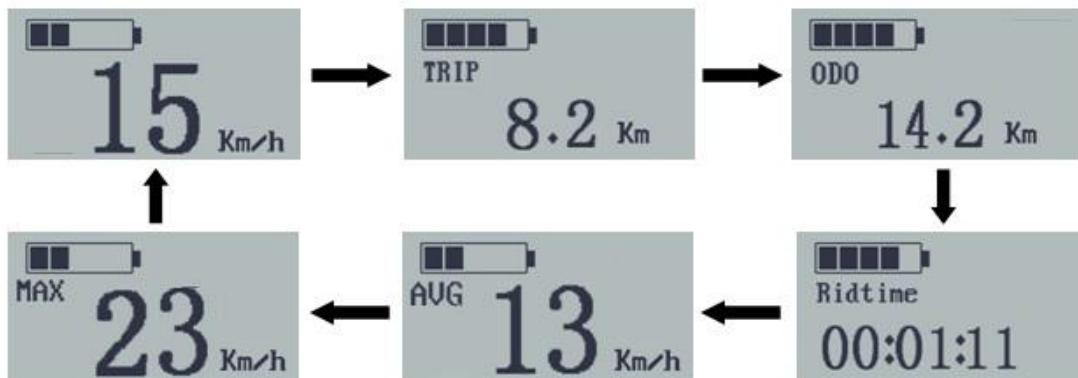 15 Km/h
TRIP
8.2 Km
ODO
14.2 Km
MAX
23 Km/h
AVG
13 Km/h
Ridtime
00:01:11